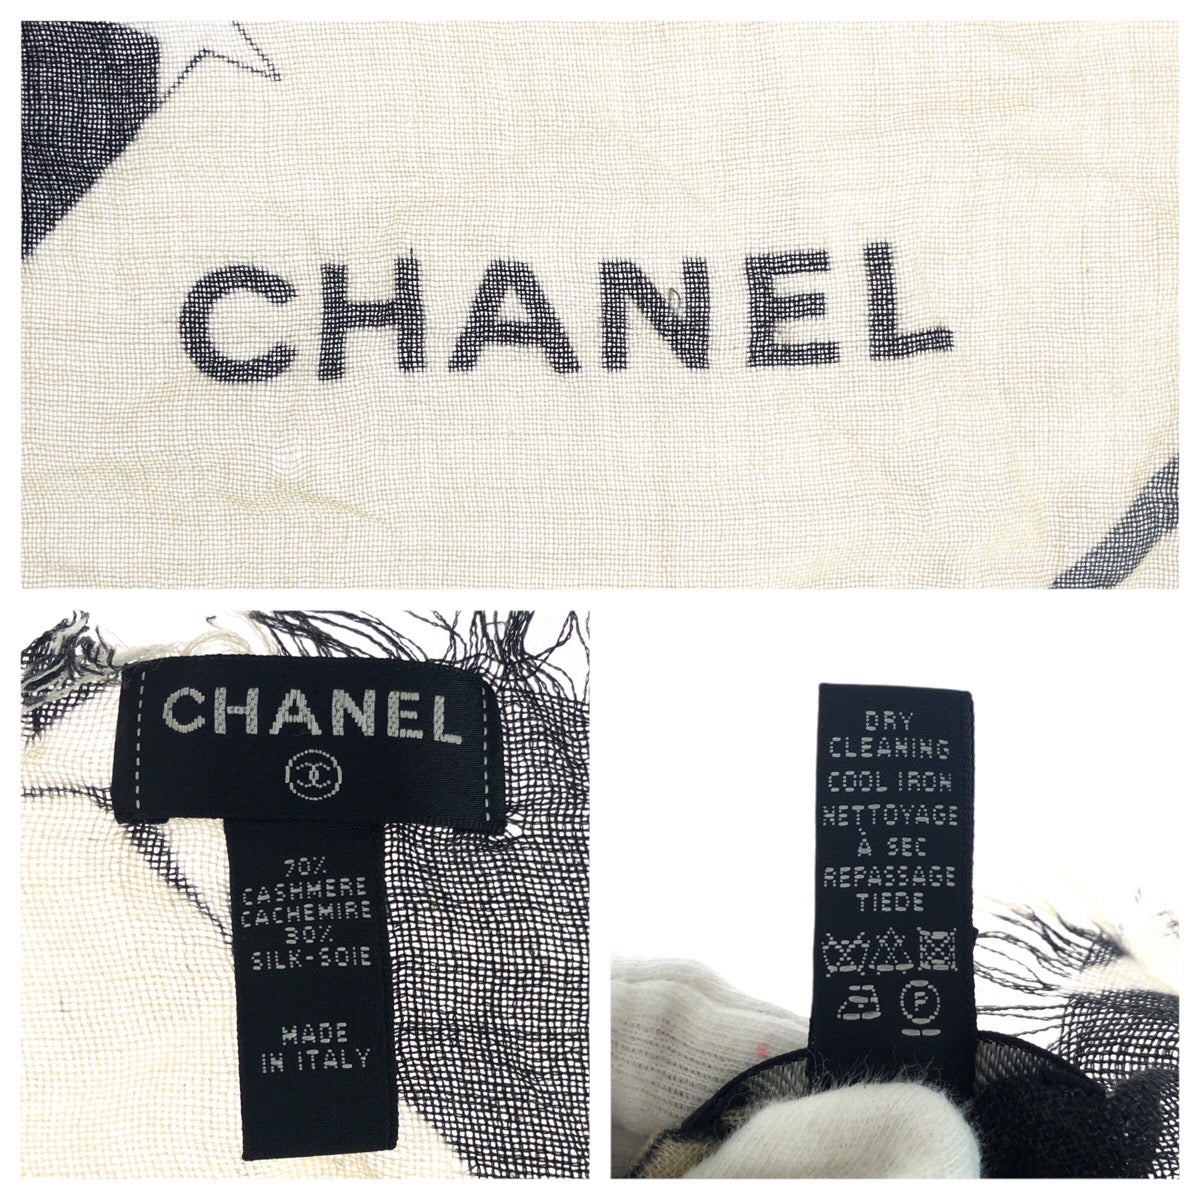 CHANEL
CHANEL
70%
CASHMERE
CACHEMIRE
30%
SILK-SOIE
MADE
IN ITALY
DRY
CLEANING
COOL IRON
NETTOYAGE
À SEC
REPASSAGE
TIEDE
P